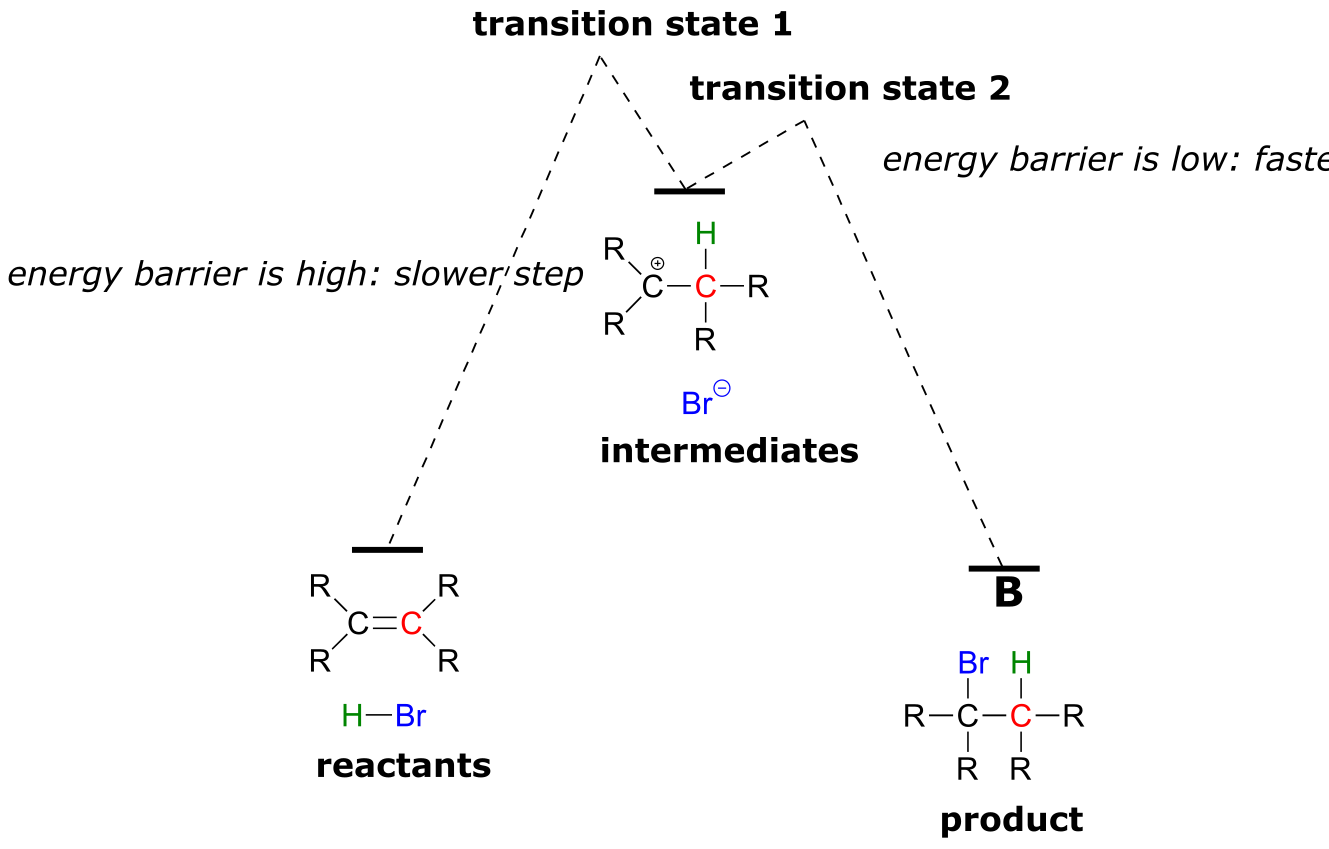 transition state 1
transition state 2
energy barrier is low: faste
energy barrier is high: slower step
H
R
C ⊕ C R
R R
Br ⊖
intermediates
R R
C C
R R
H Br
reactants
B
Br H
R C C R
R R
product